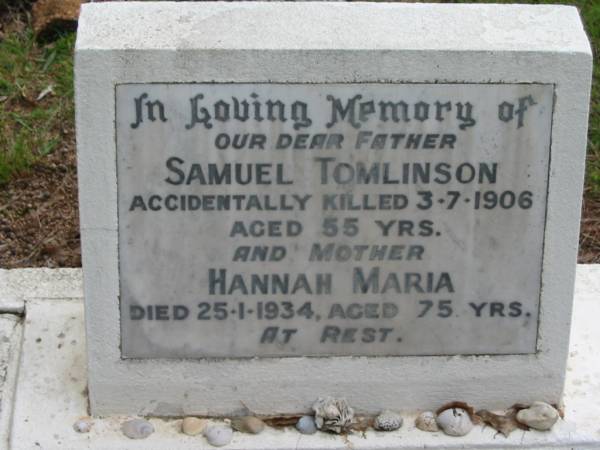 In Loving Memory of
OUR DEAR FATHER
SAMUEL TOMLINSON
ACCIDENTALLY KILLED 3-7-1906
AGED 55 YRS.
AND MOTHER
HANNAH MARIA
DIED 25-1-1934, AGED 75 YRS.
AT REST.